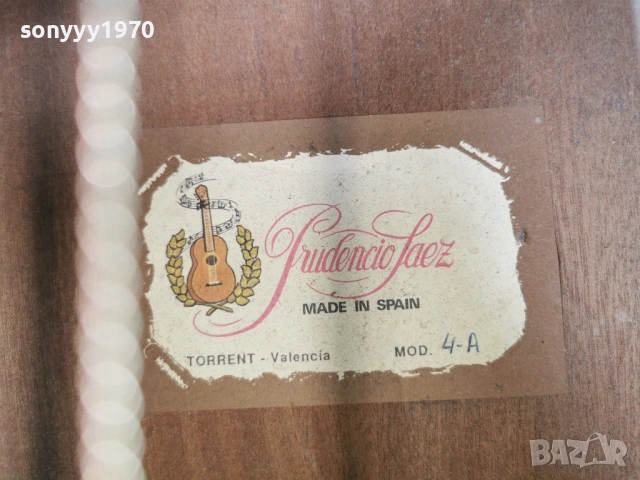 sonyyy1970
Prudencio Saez
MADE IN SPAIN
TORRENT - Valencia MOD. 4-A
BAZAR